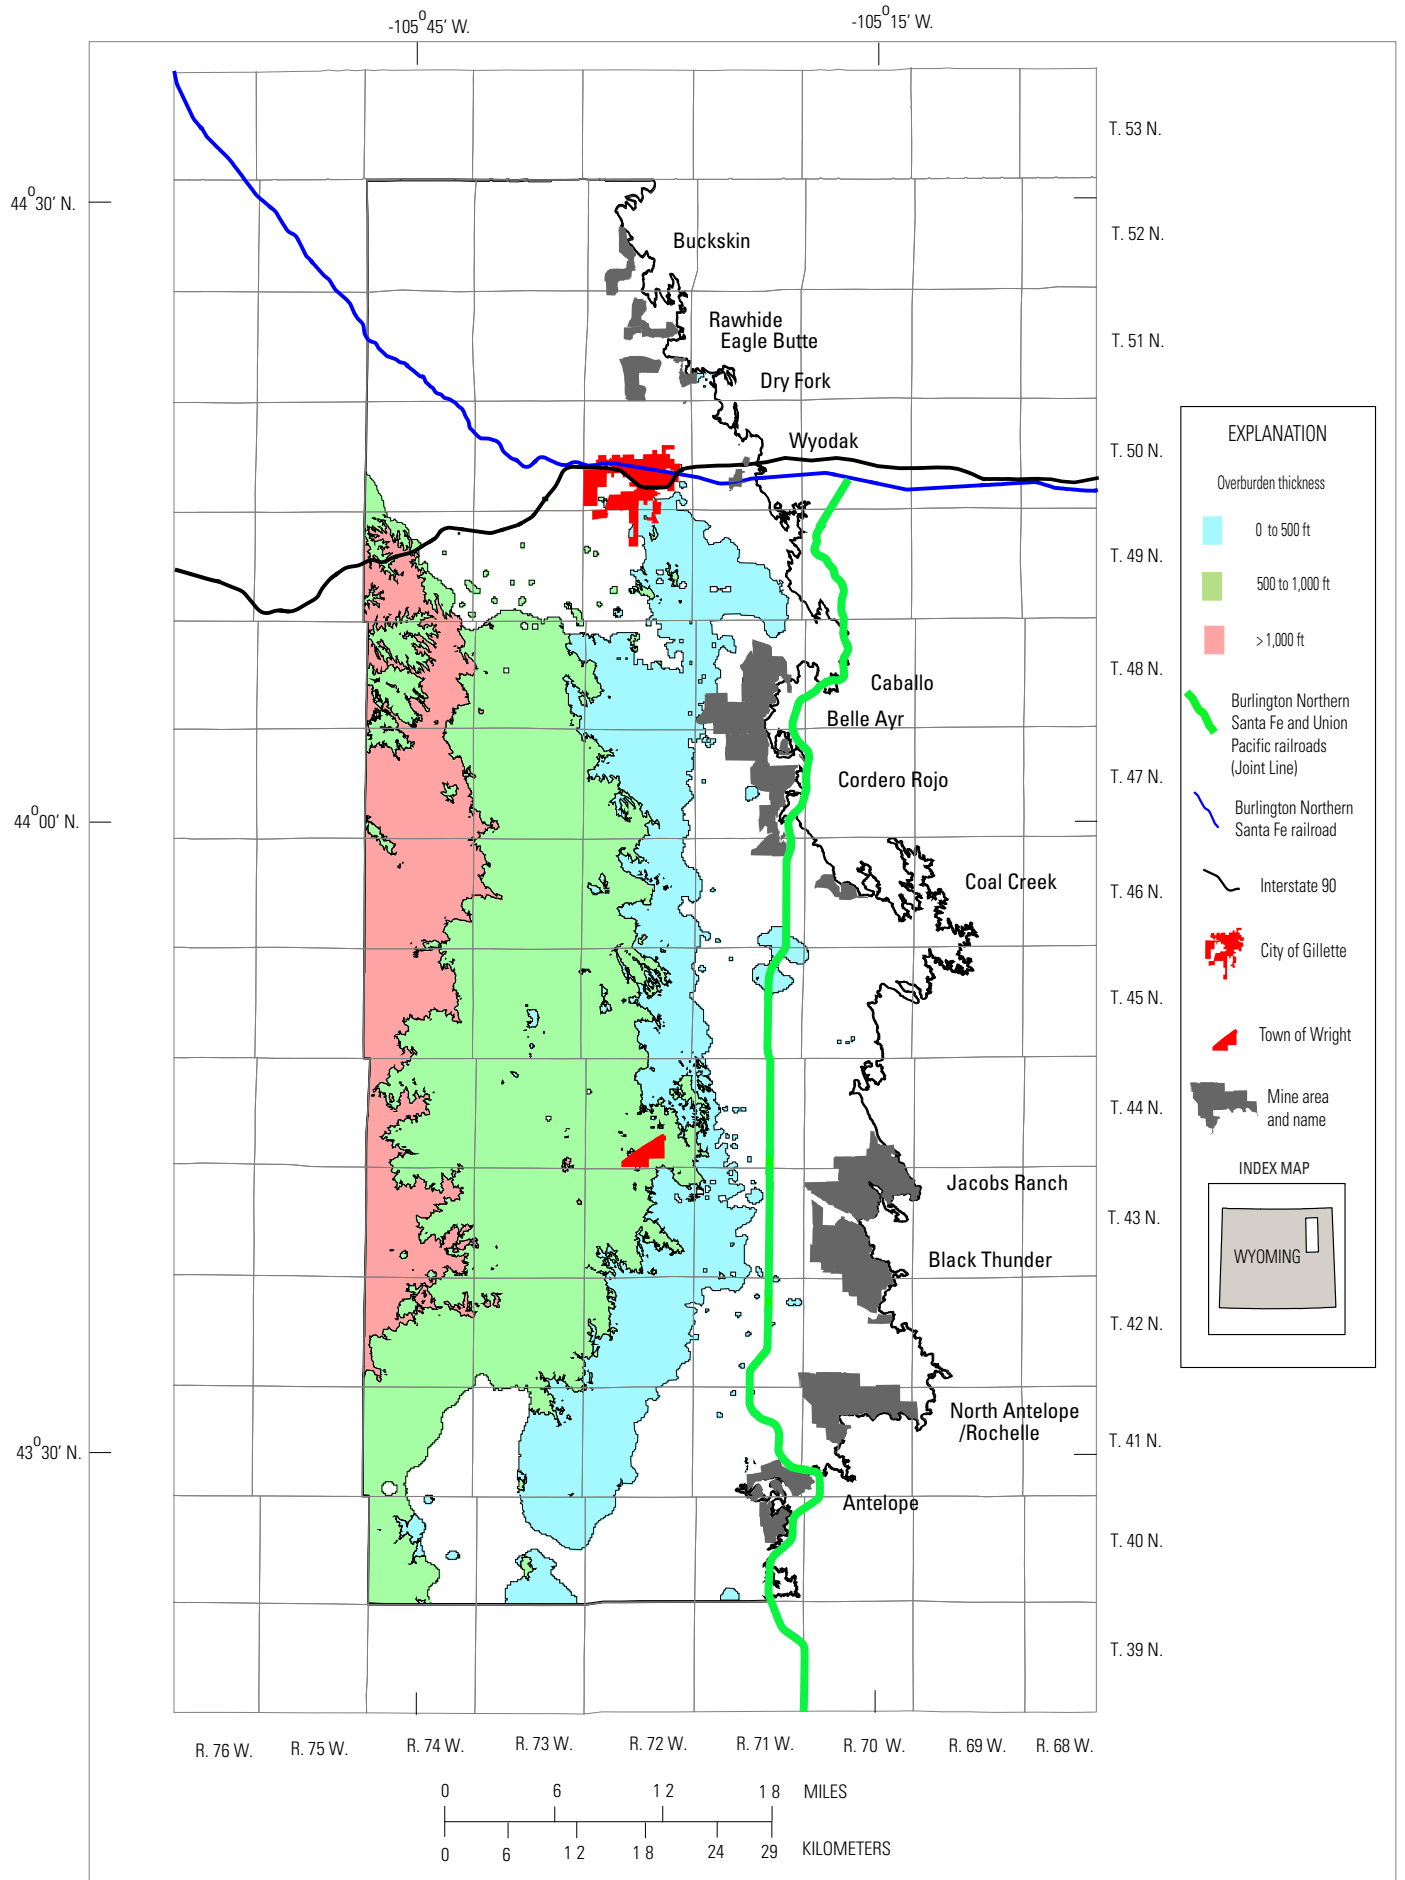 -105° 45' W.
-105° 15' W.
T. 53 N.
44° 30' N.
T. 52 N.
Buckskin
Rawhide
Eagle Butte
T. 51 N.
Dry Fork
Wyodak
T. 50 N.
T. 49 N.
T. 48 N.
Caballo
Belle Ayr
T. 47 N.
Cordero Rojo
44° 00' N.
Coal Creek
T. 46 N.
T. 45 N.
T. 44 N.
Jacobs Ranch
T. 43 N.
Black Thunder
T. 42 N.
North Antelope
/Rochelle
T. 41 N.
43° 30' N.
Antelope
T. 40 N.
T. 39 N.
R. 76 W.
R. 75 W.
R. 74 W.
R. 73 W.
R. 72 W.
R. 71 W.
R. 70 W.
R. 69 W.
R. 68 W.
0 6 12 18 MILES
0 6 12 18 24 29 KILOMETERS
EXPLANATION
Overburden thickness
0 to 500 ft
500 to 1,000 ft
>1,000 ft
Burlington Northern
Santa Fe and Union
Pacific railroads
(Joint Line)
Burlington Northern
Santa Fe railroad
Interstate 90
City of Gillette
Town of Wright
Mine area
and name
INDEX MAP
WYOMING